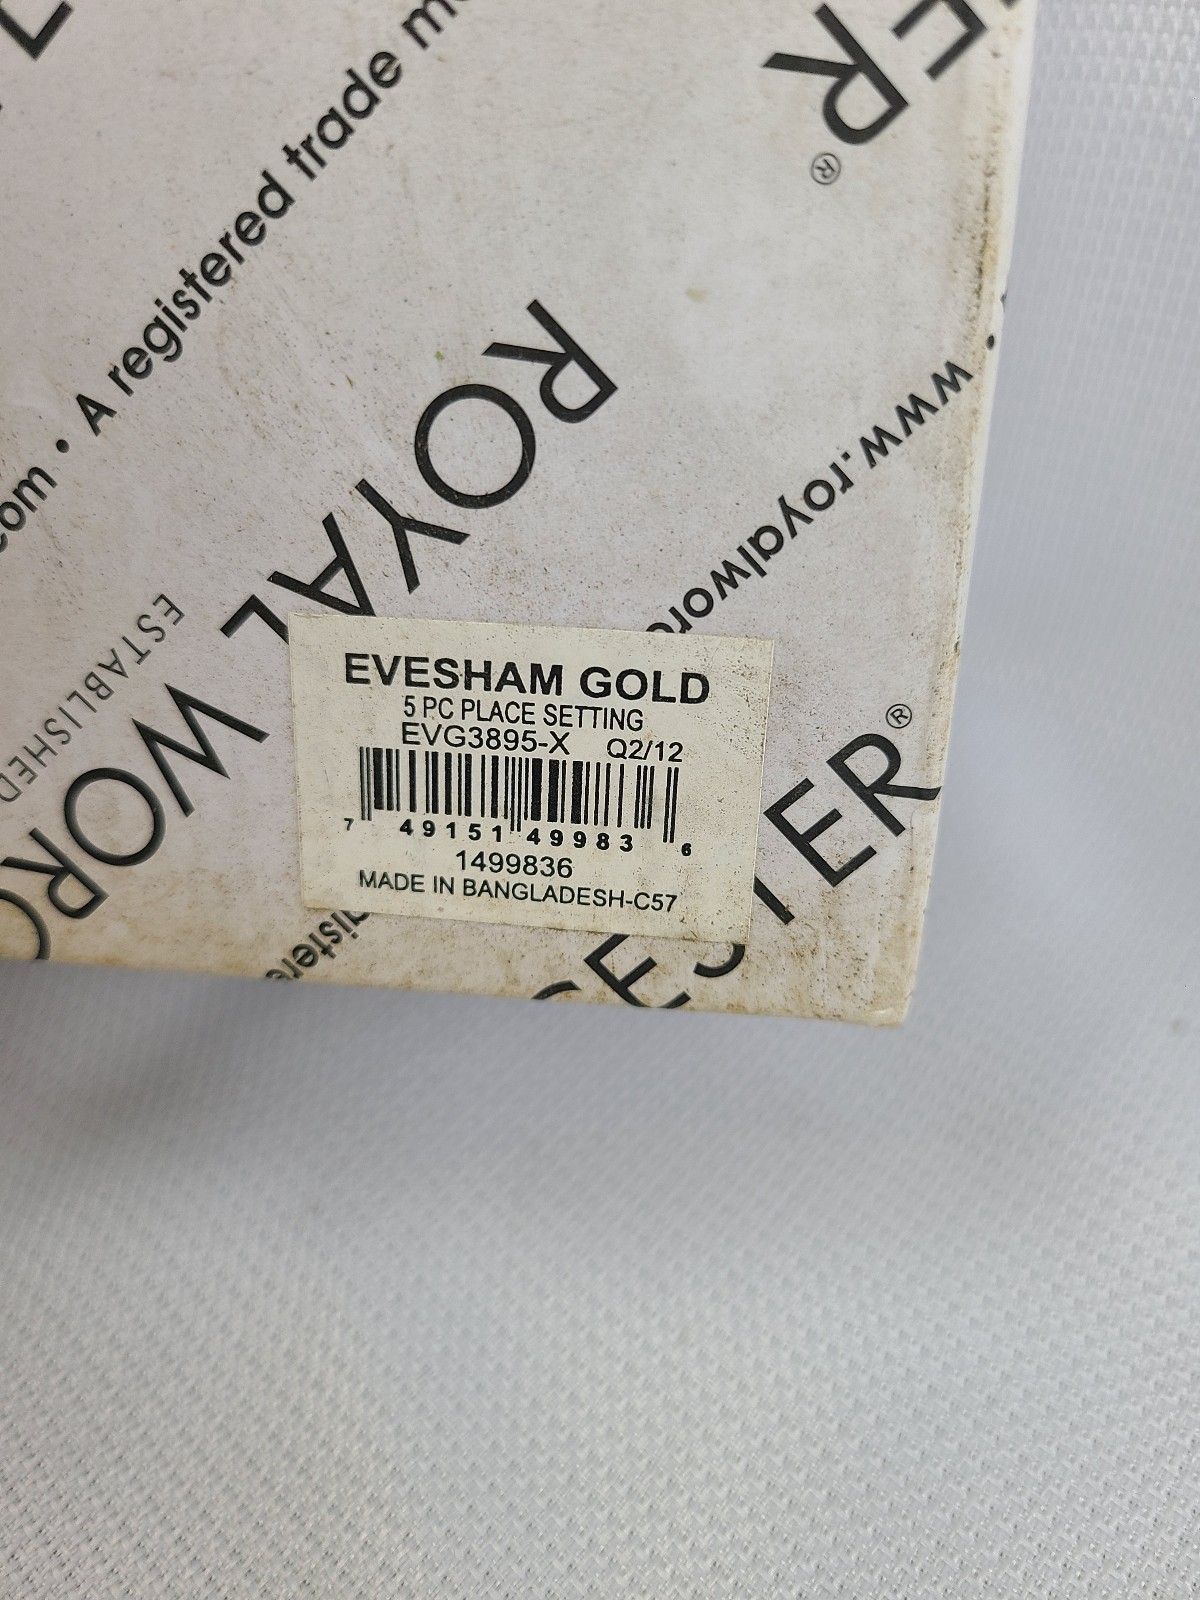 ER®
A registered trade
com •
ROYAL WORC
ESTABLISHED
www.royalworc
EVESHAM GOLD
5 PC PLACE SETTING
EVG3895-X Q2/12
7 49151 49983 6
1499836
MADE IN BANGLADESH-C57
CESTER®
gistere